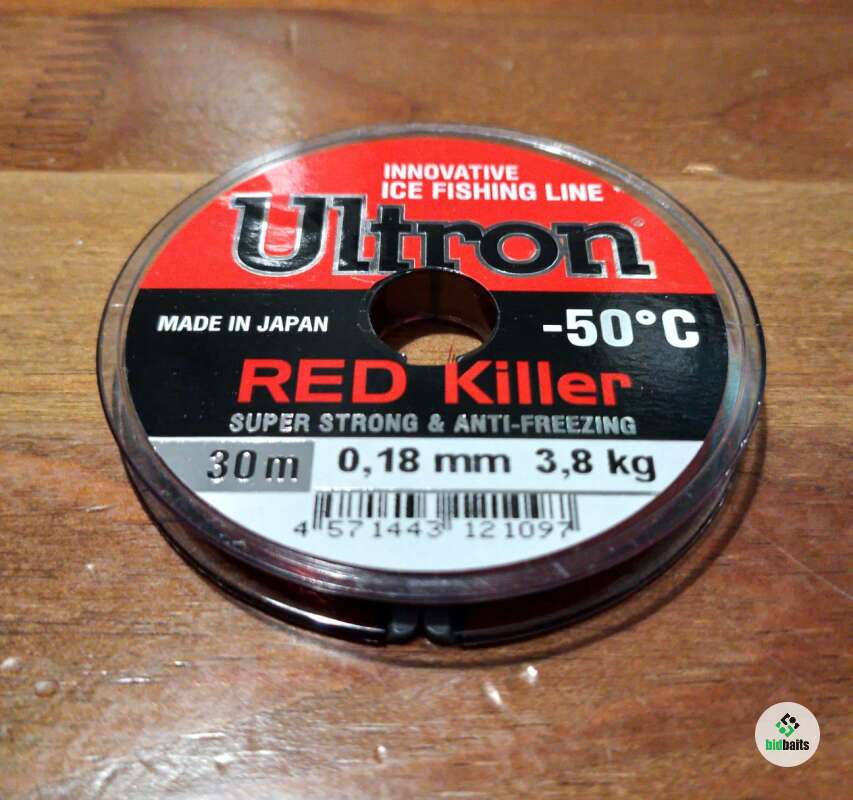 INNOVATIVE
ICE FISHING LINE
Ultron®
MADE IN JAPAN
-50°C
RED Killer
SUPER STRONG & ANTI-FREEZING
30 m
0,18 mm 3,8 kg
4 571443 121097
bidbaits